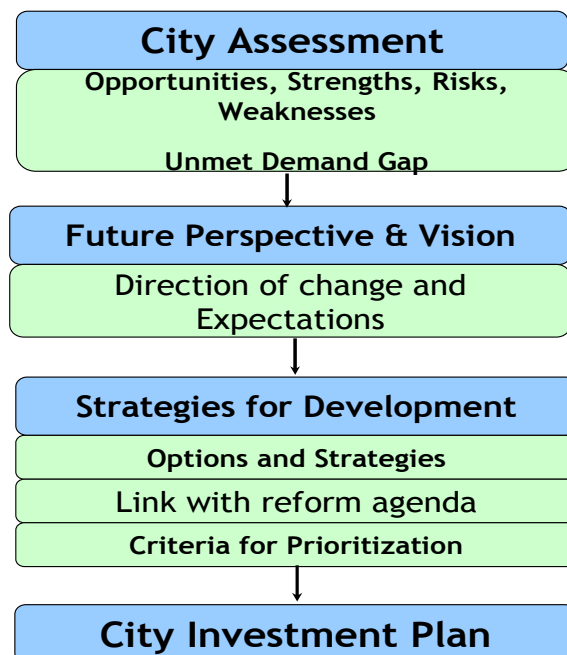 City Assessment
Opportunities, Strengths, Risks,
Weaknesses
Unmet Demand Gap
Future Perspective & Vision
Direction of change and
Expectations
Strategies for Development
Options and Strategies
Link with reform agenda
Criteria for Prioritization
City Investment Plan